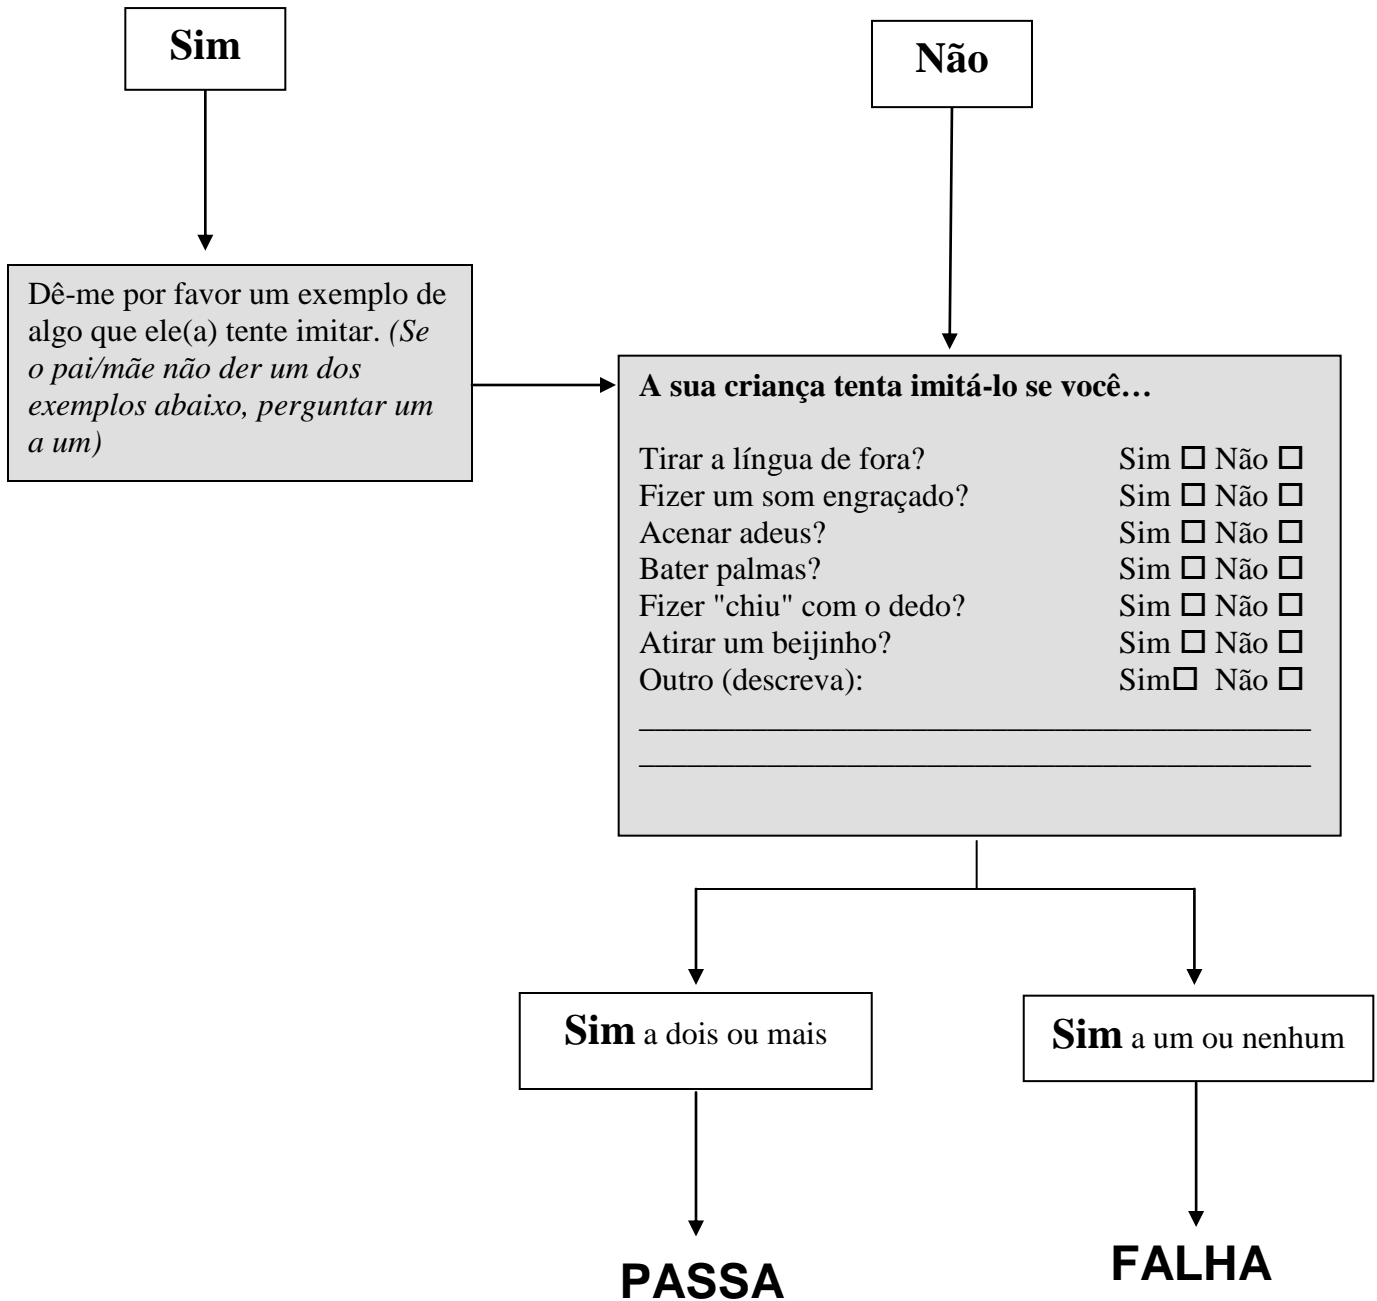 Sim
Não
Dê-me por favor um exemplo de
algo que ele(a) tente imitar. (Se
o pai/mãe não der um dos
exemplos abaixo, perguntar um
a um)
A sua criança tenta imitá-lo se você…
Tirar a língua de fora? Sim □ Não □
Fizer um som engraçado? Sim □ Não □
Acenar adeus? Sim □ Não □
Bater palmas? Sim □ Não □
Fizer "chiu" com o dedo? Sim □ Não □
Atirar um beijinho? Sim □ Não □
Outro (descreva): Sim□ Não □
Sim a dois ou mais
Sim a um ou nenhum
PASSA
FALHA